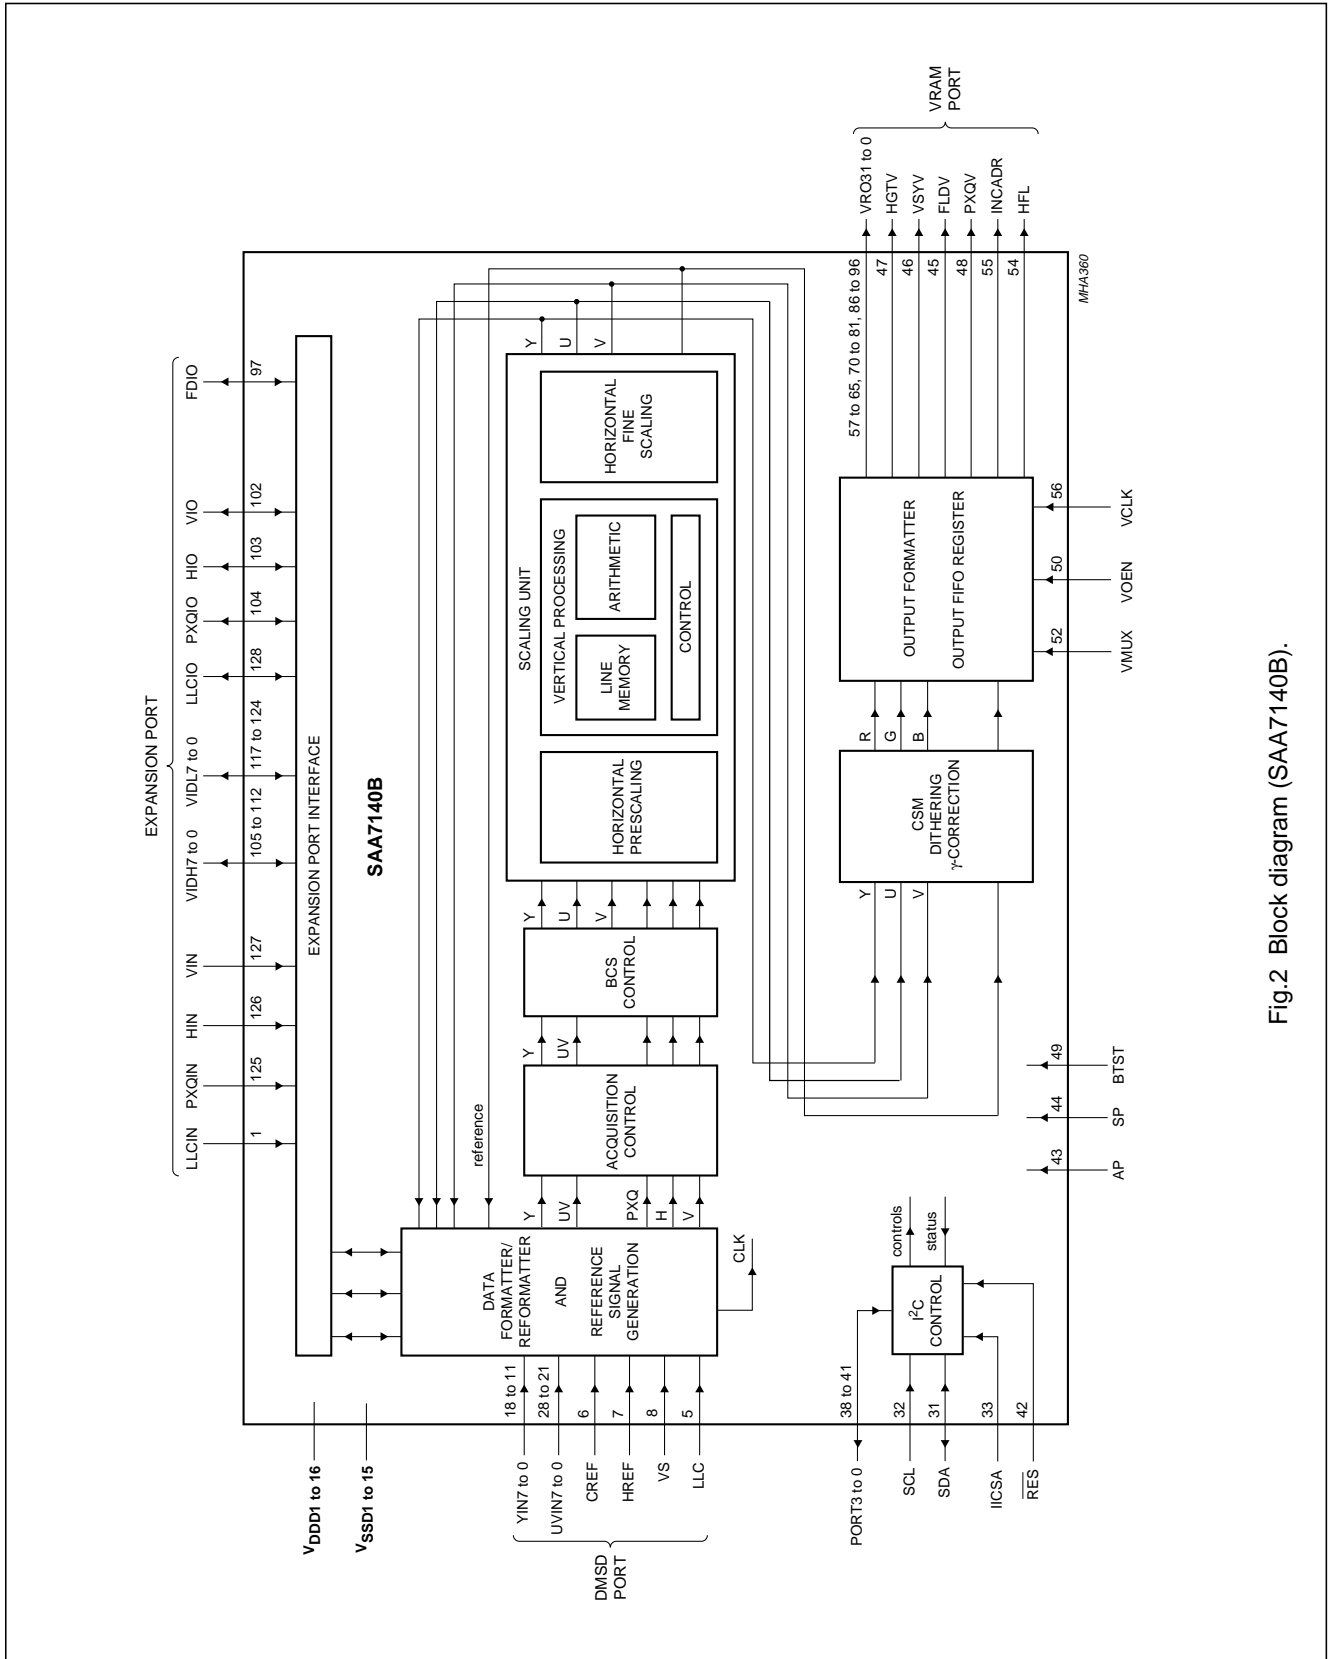 EXPANSION PORT
LLCIN
PXQIN
HIN
VIN
VIDH7 to 0
VIDL7 to 0
LLCIO
PXQIO
HIO
VIO
FDIO
1
125
126
127
105 to 112
117 to 124
128
104
103
102
97
EXPANSION PORT INTERFACE
SAA7140B
VDDD1 to 16
VSSD1 to 15
DMSD
PORT
YIN7 to 0
UVIN7 to 0
CREF
HREF
VS
LLC
18 to 11
28 to 21
6
7
8
5
DATA
FORMATTER/
REFORMATTER
AND
REFERENCE
SIGNAL
GENERATION
CLK
reference
Y
UV
PXQ
H
V
ACQUISITION
CONTROL
Y
UV
BCS
CONTROL
Y
U
V
SCALING UNIT
HORIZONTAL
PRESCALING
VERTICAL PROCESSING
LINE
MEMORY
ARITHMETIC
CONTROL
HORIZONTAL
FINE
SCALING
Y
U
V
PORT3 to 0
SCL
SDA
IICSA
RES
38 to 41
32
31
33
42
I2C
CONTROL
controls
status
43
44
49
AP
SP
BTST
Y
U
V
CSM
DITHERING
γ-CORRECTION
R
G
B
OUTPUT FORMATTER
OUTPUT FIFO REGISTER
52
50
56
VMUX
VOEN
VCLK
57 to 65, 70 to 81, 86 to 96
47
46
45
48
55
54
VRO31 to 0
HGTV
VSYV
FLDV
PXQV
INCADR
HFL
VRAM
PORT
MHA360
Fig.2 Block diagram (SAA7140B).